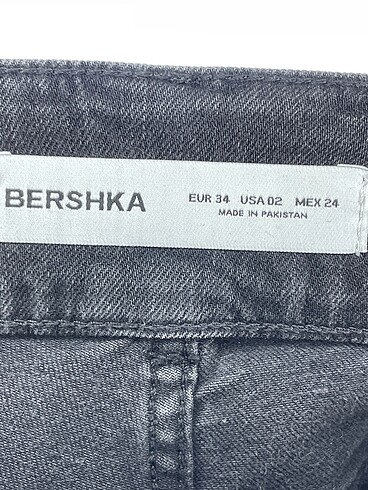 BERSHKA
EUR 34 USA 02 MEX 24
MADE IN PAKISTAN